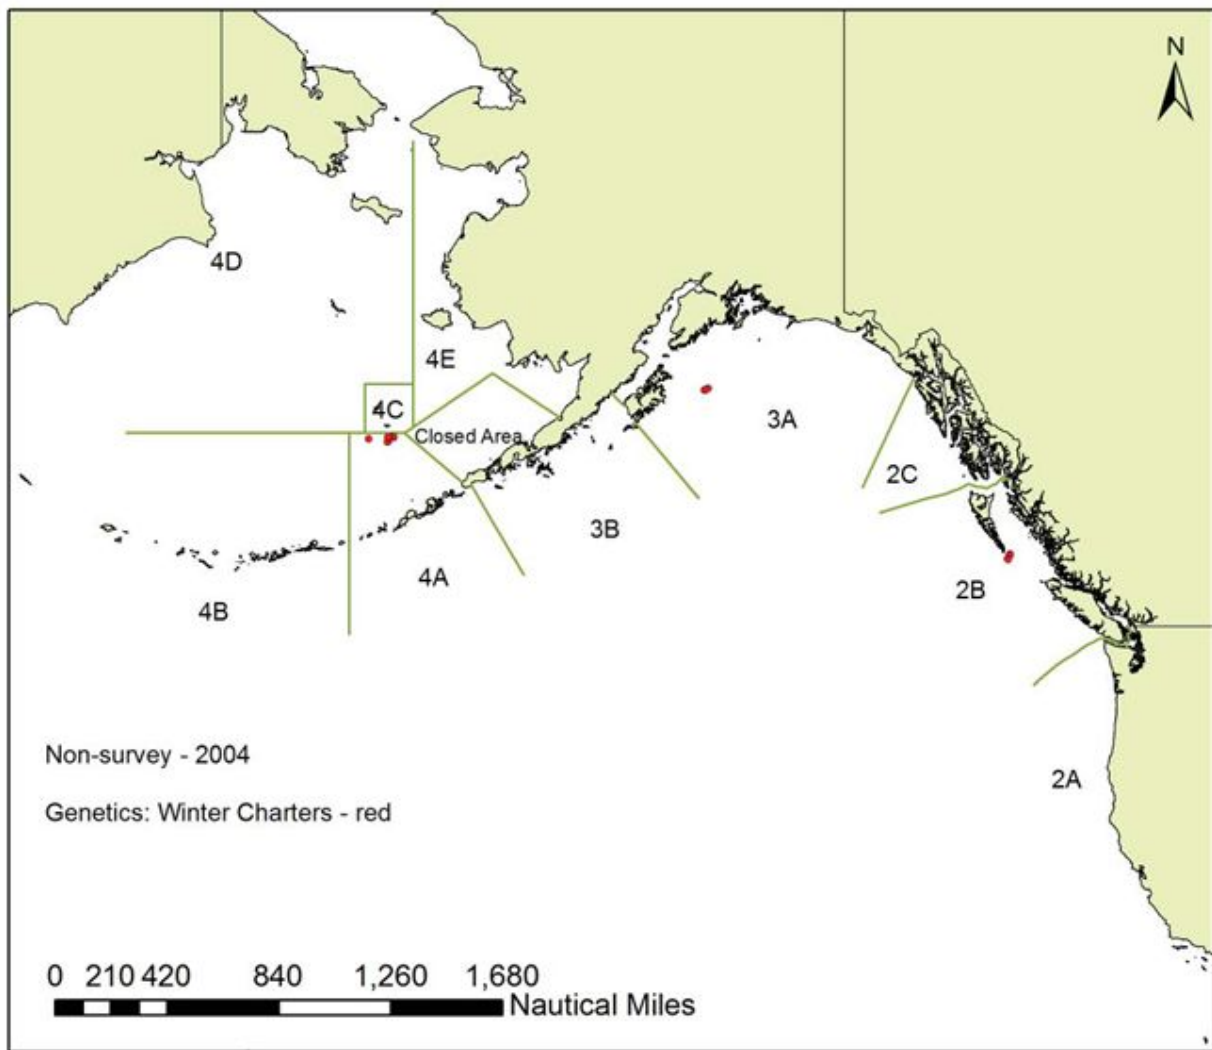 N
4D
4E
4C
Closed Area
3A
2C
3B
4A
4B
2B
2A
Non-survey - 2004
Genetics: Winter Charters - red
0 210 420 840 1,260 1,680
Nautical Miles